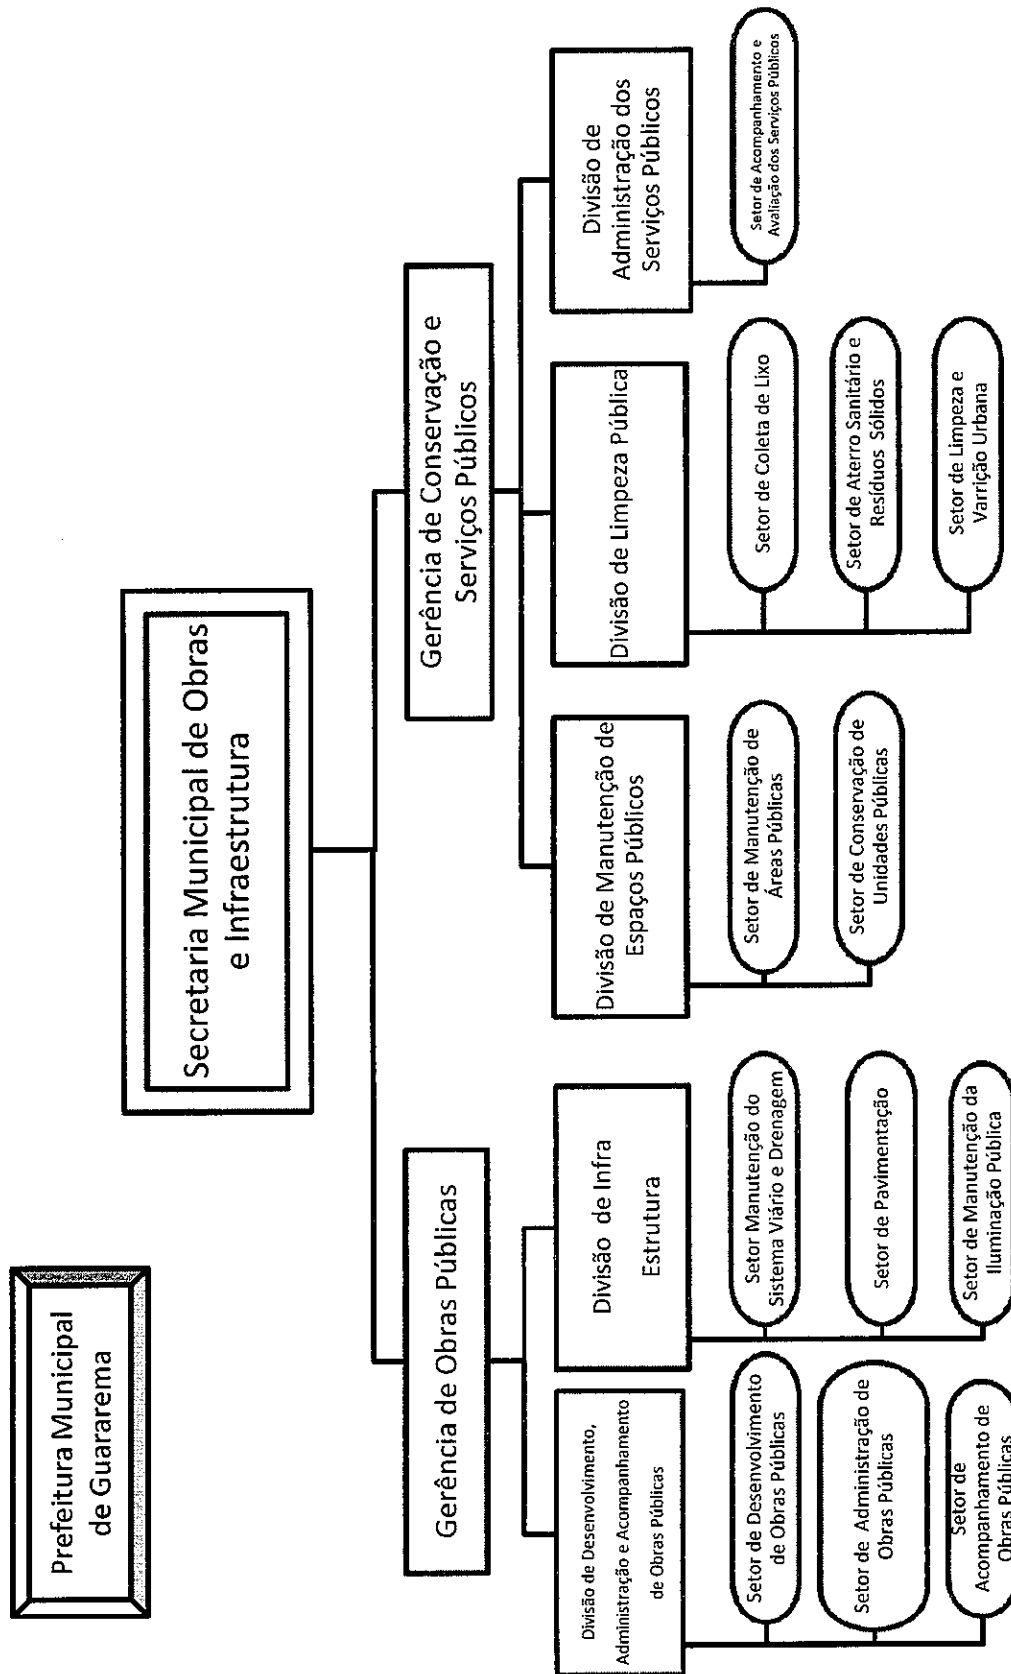 Prefeitura Municipal
de Guararema
Secretaria Municipal de Obras
e Infraestrutura
Gerência de Obras Públicas
Gerência de Conservação e
Serviços Públicos
Divisão de Desenvolvimento,
Administração e Acompanhamento
de Obras Públicas
Divisão de Infra
Estrutura
Divisão de Manutenção de
Espaços Públicos
Divisão de Limpeza Pública
Divisão de
Administração dos
Serviços Públicos
Setor de Desenvolvimento
de Obras Públicas
Setor de Administração de
Obras Públicas
Setor de
Acompanhamento de
Obras Públicas
Setor Manutenção do
Sistema Viário e Drenagem
Setor de Pavimentação
Setor de Manutenção da
Iluminação Pública
Setor de Manutenção de
Áreas Públicas
Setor de Conservação de
Unidades Públicas
Setor de Coleta de Lixo
Setor de Aterro Sanitário e
Resíduos Sólidos
Setor de Limpeza e
Varrição Urbana
Setor de Acompanhamento e
Avaliação dos Serviços Públicos